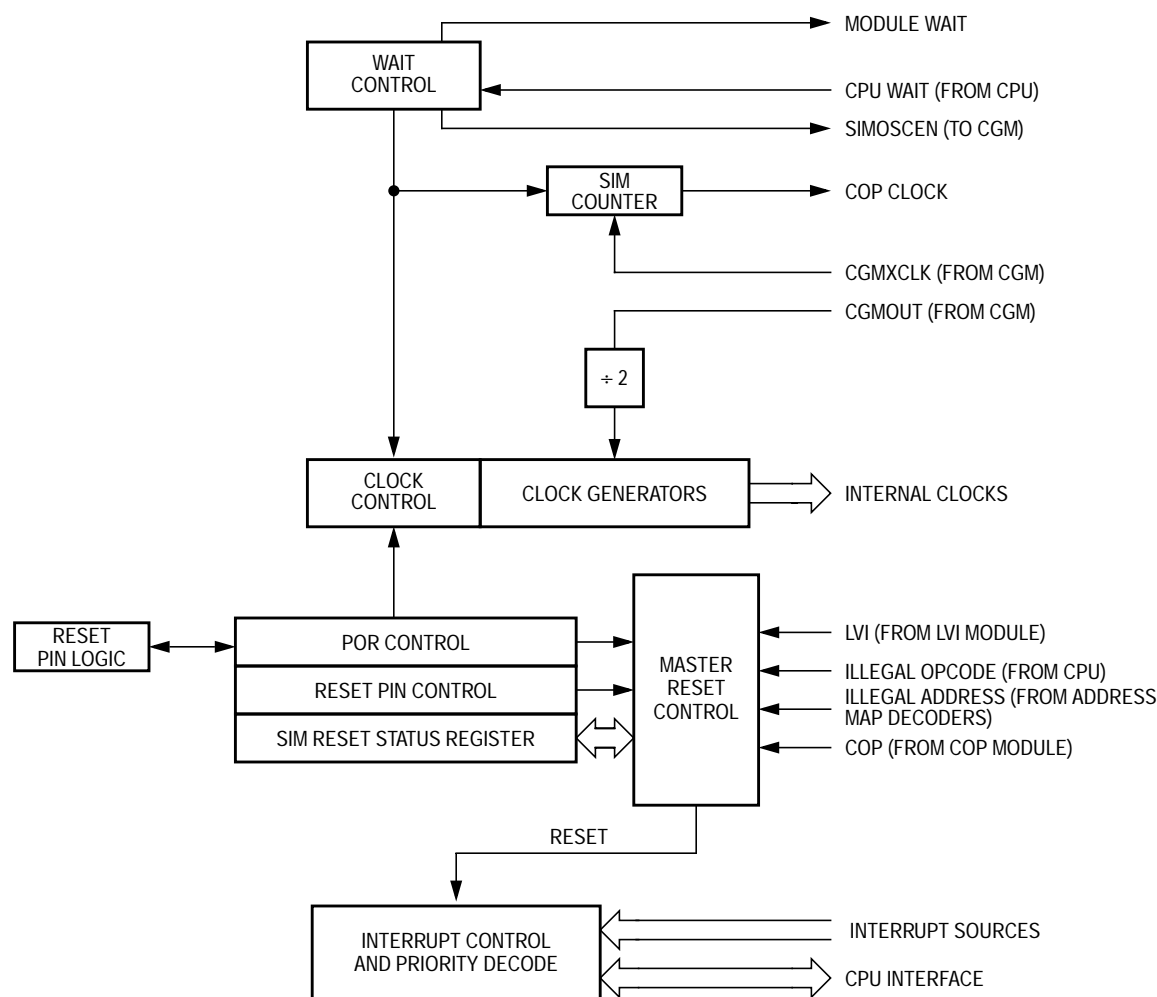 MODULE WAIT
WAIT
CONTROL
CPU WAIT (FROM CPU)
SIMOSCEN (TO CGM)
SIM
COUNTER
COP CLOCK
CGMXCLK (FROM CGM)
CGMOUT (FROM CGM)
÷ 2
CLOCK
CONTROL
CLOCK GENERATORS
INTERNAL CLOCKS
RESET
PIN LOGIC
POR CONTROL
RESET PIN CONTROL
SIM RESET STATUS REGISTER
MASTER
RESET
CONTROL
LVI (FROM LVI MODULE)
ILLEGAL OPCODE (FROM CPU)
ILLEGAL ADDRESS (FROM ADDRESS
MAP DECODERS)
COP (FROM COP MODULE)
RESET
INTERRUPT CONTROL
AND PRIORITY DECODE
INTERRUPT SOURCES
CPU INTERFACE